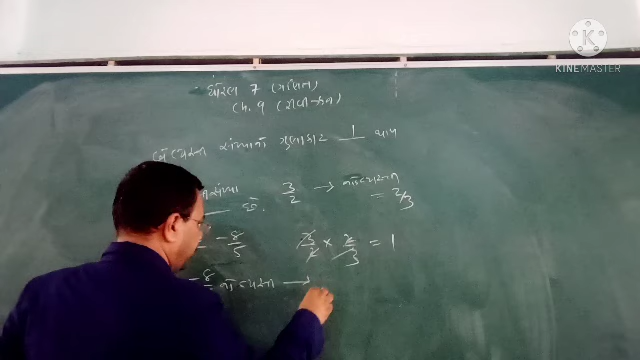 KINEMASTER
ધોરણ 7 (ગણિત)
Ch. 9
સંખ્યાનો ગુણાકાર 1 થાય
સંખ્યા 3/2 → વ્યસ્ત
છે. = 2/3
-8/5 3/2 × 2/3 = 1
-8/5 નો વ્યસ્ત →